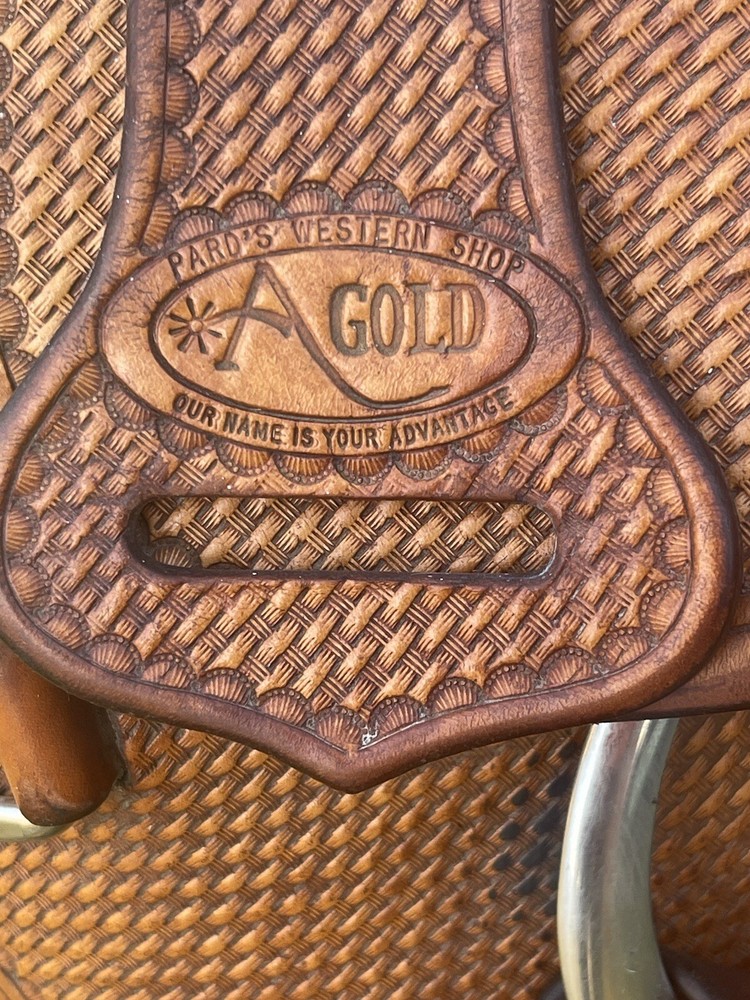 PARD'S WESTERN SHOP
A GOLD
OUR NAME IS YOUR ADVANTAGE